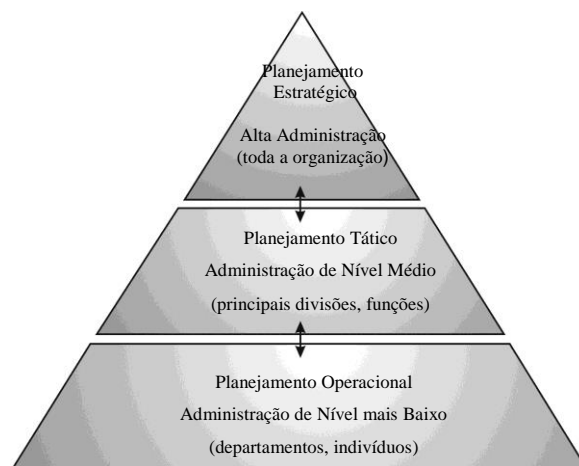 Planejamento
Estratégico
Alta Administração
(toda a organização)
Planejamento Tático
Administração de Nível Médio
(principais divisões, funções)
Planejamento Operacional
Administração de Nível mais Baixo
(departamentos, indivíduos)